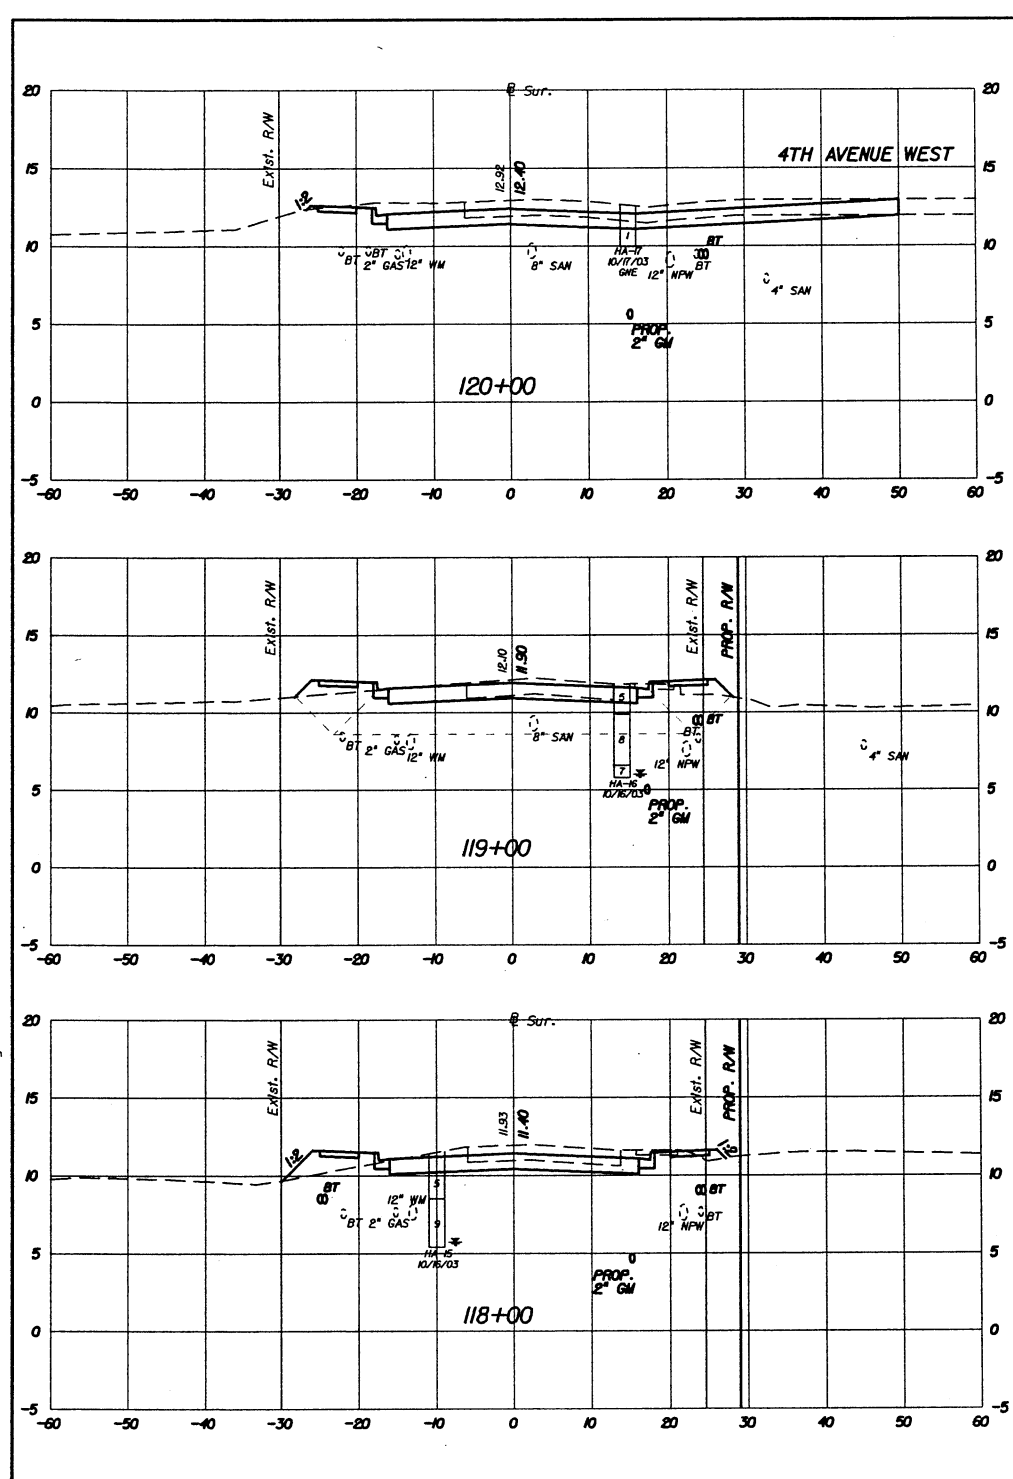 20 ℄ Sur. 20
Exist. R/W
4TH AVENUE WEST
15 15
12.92
12.40
1:2
1
10 10
BT BT 2" GAS 12" WM 8" SAN HA-17 12" NPW BT BT
10/17/03
GNE
4" SAN
5 5
PROP.
2" GM
120+00
0 0
-5 -5
-60 -50 -40 -30 -20 -10 0 10 20 30 40 50 60
20 20
Exist. R/W Exist. R/W PROP. R/W
15 15
12.10
11.90
5
10 10
BT 2" GAS 12" WM 8" SAN 8 12" NPW BT BT 4" SAN
7
HA-16
10/16/03
5 5
PROP.
2" GM
119+00
0 0
-5 -5
-60 -50 -40 -30 -20 -10 0 10 20 30 40 50 60
20 ℄ Sur. 20
Exist. R/W Exist. R/W PROP. R/W
15 15
11.93
11.40
1:2 1:6
10 10
5
BT BT 2" GAS 12" WM 9 12" NPW BT BT
HA-15
10/16/03
5 5
PROP.
2" GM
118+00
0 0
-5 -5
-60 -50 -40 -30 -20 -10 0 10 20 30 40 50 60